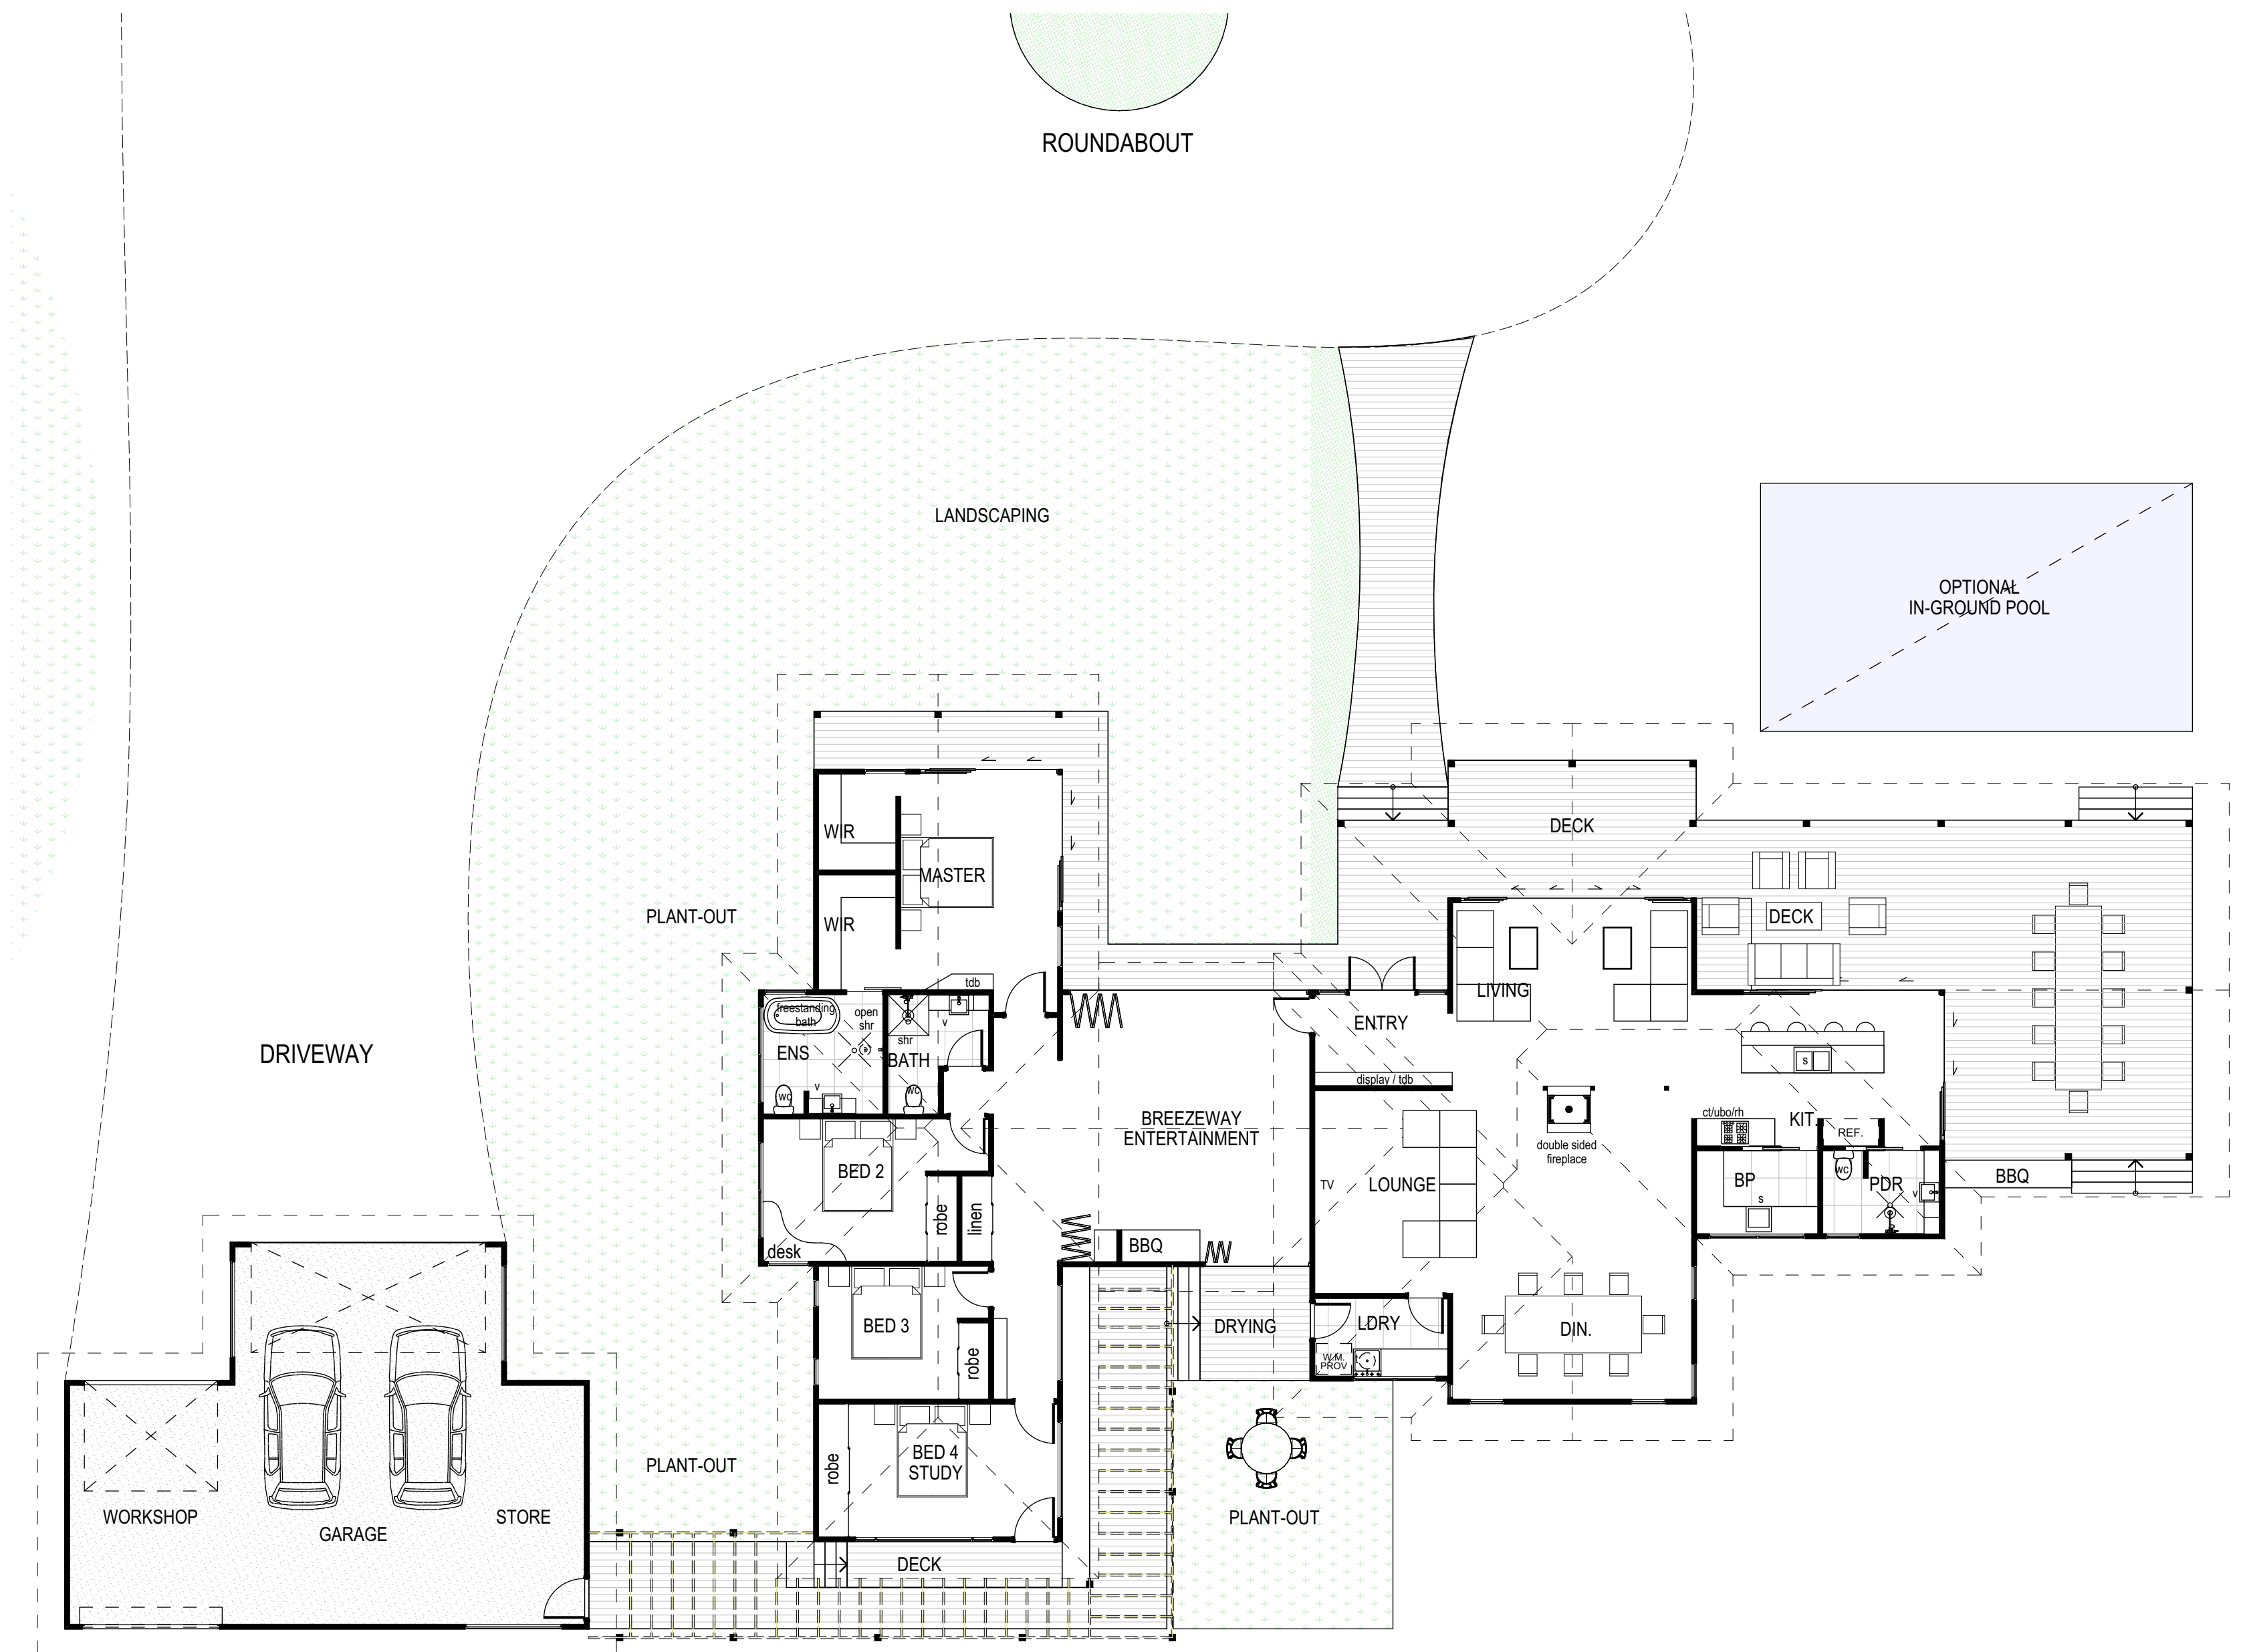 ROUNDABOUT
LANDSCAPING
OPTIONAL
IN-GROUND POOL
WIR
MASTER
DECK
PLANT-OUT
WIR
DECK
tdb
LIVING
freestanding
bath
open
shr
v
ENTRY
DRIVEWAY
ENS
shr
BATH
s
display / tdb
v
wc
wc
BREEZEWAY
ENTERTAINMENT
ct/ubo/rh
KIT.
REF.
double sided
fireplace
BED 2
TV
LOUNGE
BP
s
wc
PDR
v
BBQ
robe
linen
desk
BBQ
BED 3
robe
DRYING
LDRY
W.M.
PROV
DIN.
BED 4
STUDY
robe
PLANT-OUT
WORKSHOP
GARAGE
STORE
PLANT-OUT
DECK